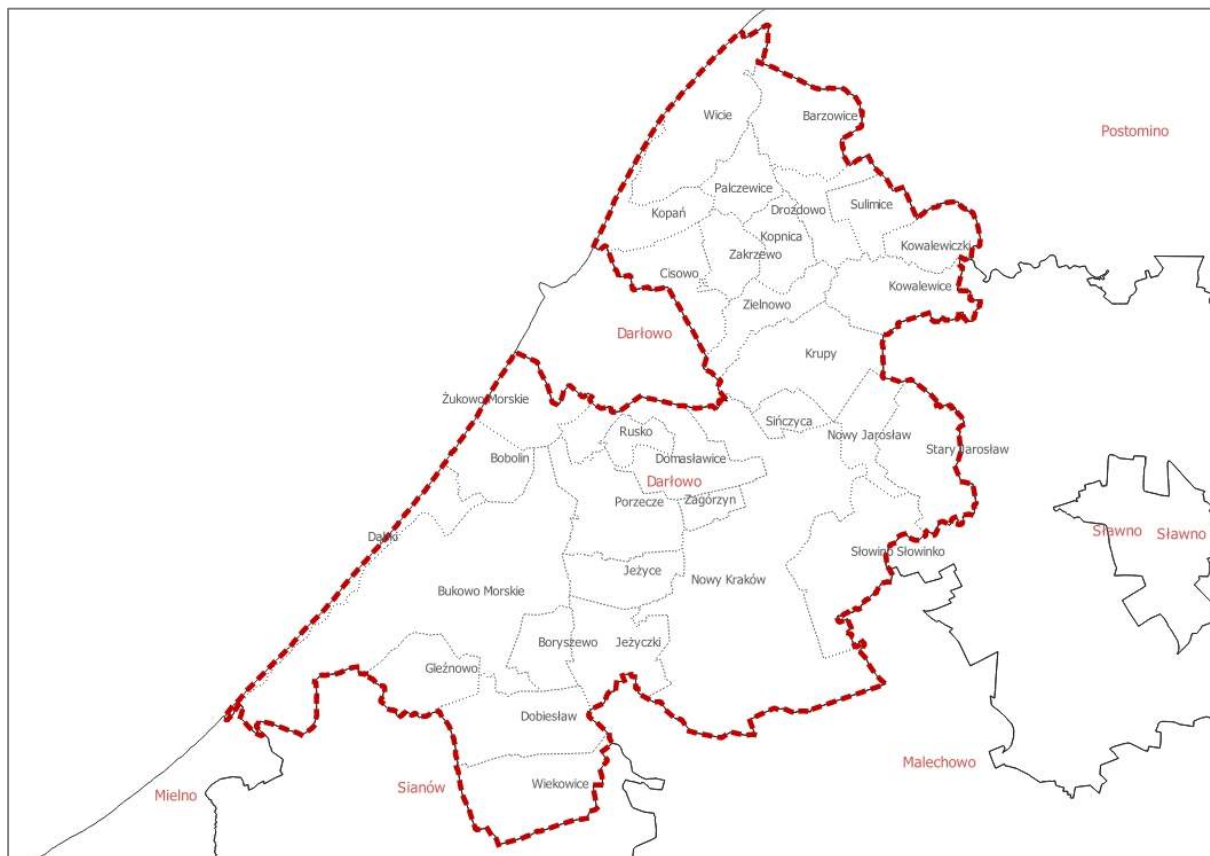 Wicie
Barzowice
Postomino
Palczewice
Drozdowo
Sulimice
Kopań
Kopnica
Kowalewiczki
Zakrzewo
Cisowo
Kowalewice
Zielnowo
Darłowo
Krupy
Żukowo Morskie
Sińczyca
Rusko
Nowy Jarosław
Stary Jarosław
Bobolin
Domasławice
Darłowo
Porzecze
Zagórzyn
Dąbki
Sławno
Sławno
Słowino Słowinko
Jeżyce
Nowy Kraków
Bukowo Morskie
Boryszewo
Jeżyczki
Gleźnowo
Dobiesław
Malechowo
Mielno
Sianów
Wiekowice